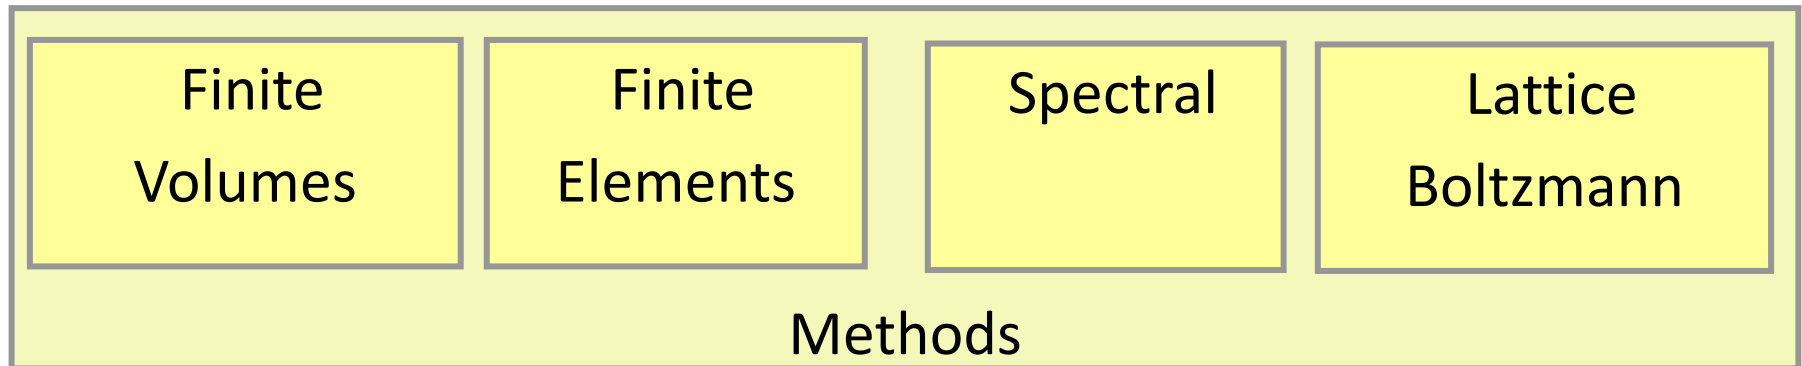 Finite
Volumes
Finite
Elements
Spectral
Lattice
Boltzmann
Methods